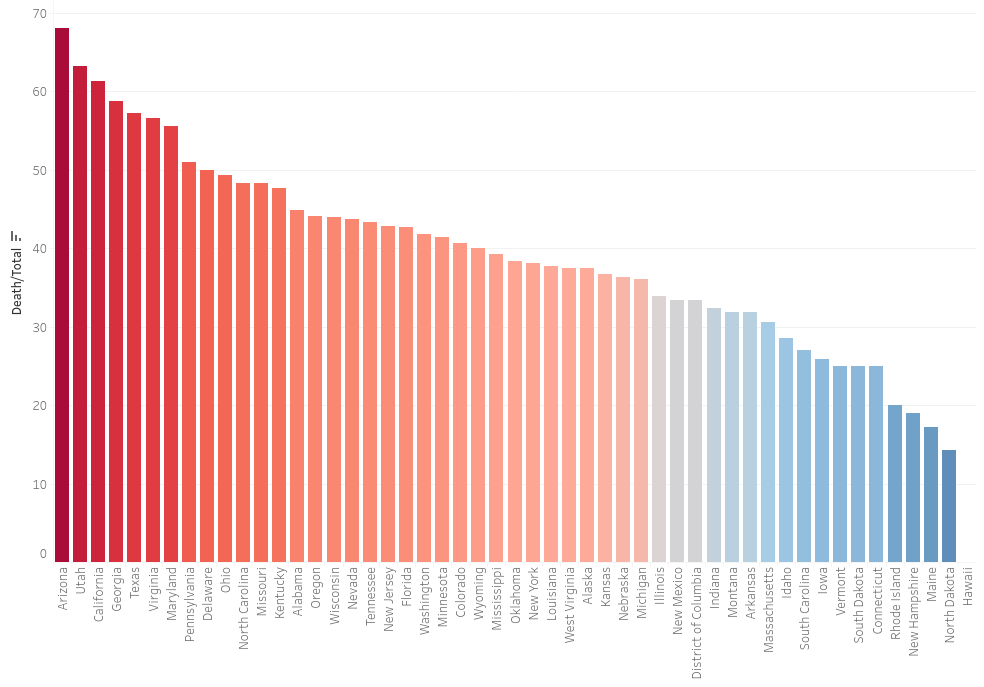 70
60
50
40
30
20
10
0
Death/Total
Arizona
Utah
California
Georgia
Texas
Virginia
Maryland
Pennsylvania
Delaware
Ohio
North Carolina
Missouri
Kentucky
Alabama
Oregon
Wisconsin
Nevada
Tennessee
New Jersey
Florida
Washington
Minnesota
Colorado
Wyoming
Mississippi
Oklahoma
New York
Louisiana
West Virginia
Alaska
Kansas
Nebraska
Michigan
Illinois
New Mexico
District of Columbia
Indiana
Montana
Arkansas
Massachusetts
Idaho
South Carolina
Iowa
Vermont
South Dakota
Connecticut
Rhode Island
New Hampshire
Maine
North Dakota
Hawaii